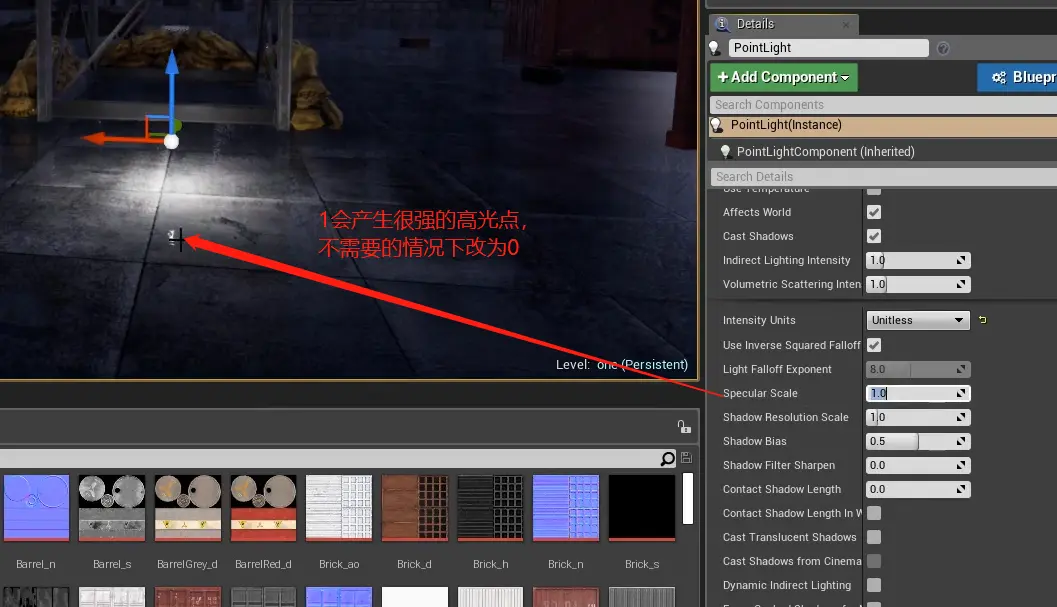 Details
PointLight
Add Component
Bluepr
Search Components
PointLight(Instance)
PointLightComponent (Inherited)
Search Details
Use Temperature
Affects World
Cast Shadows
Indirect Lighting Intensity 1.0
Volumetric Scattering Inten 1.0
Intensity Units Unitless
Use Inverse Squared Falloff
Light Falloff Exponent 8.0
Specular Scale 1.0
Shadow Resolution Scale 1.0
Shadow Bias 0.5
Shadow Filter Sharpen 0.0
Contact Shadow Length 0.0
Contact Shadow Length In W
Cast Translucent Shadows
Cast Shadows from Cinema
Dynamic Indirect Lighting
1会产生很强的高光点，
不需要的情况下改为0
Level: one (Persistent)
Barrel_n Barrel_s BarrelGrey_d BarrelRed_d Brick_ao Brick_d Brick_h Brick_n Brick_s